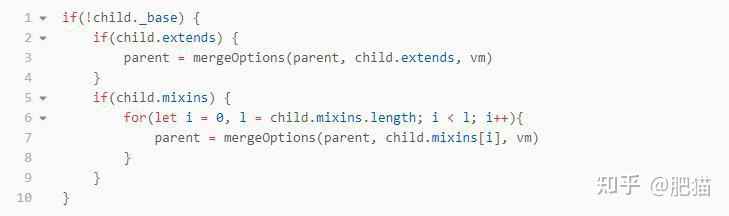 1 if(!child._base) {
2     if(child.extends) {
3         parent = mergeOptions(parent, child.extends, vm)
4     }
5     if(child.mixins) {
6         for(let i = 0, l = child.mixins.length; i < l; i++){
7             parent = mergeOptions(parent, child.mixins[i], vm)
8         }
9     }
10 }
知乎 @肥猫